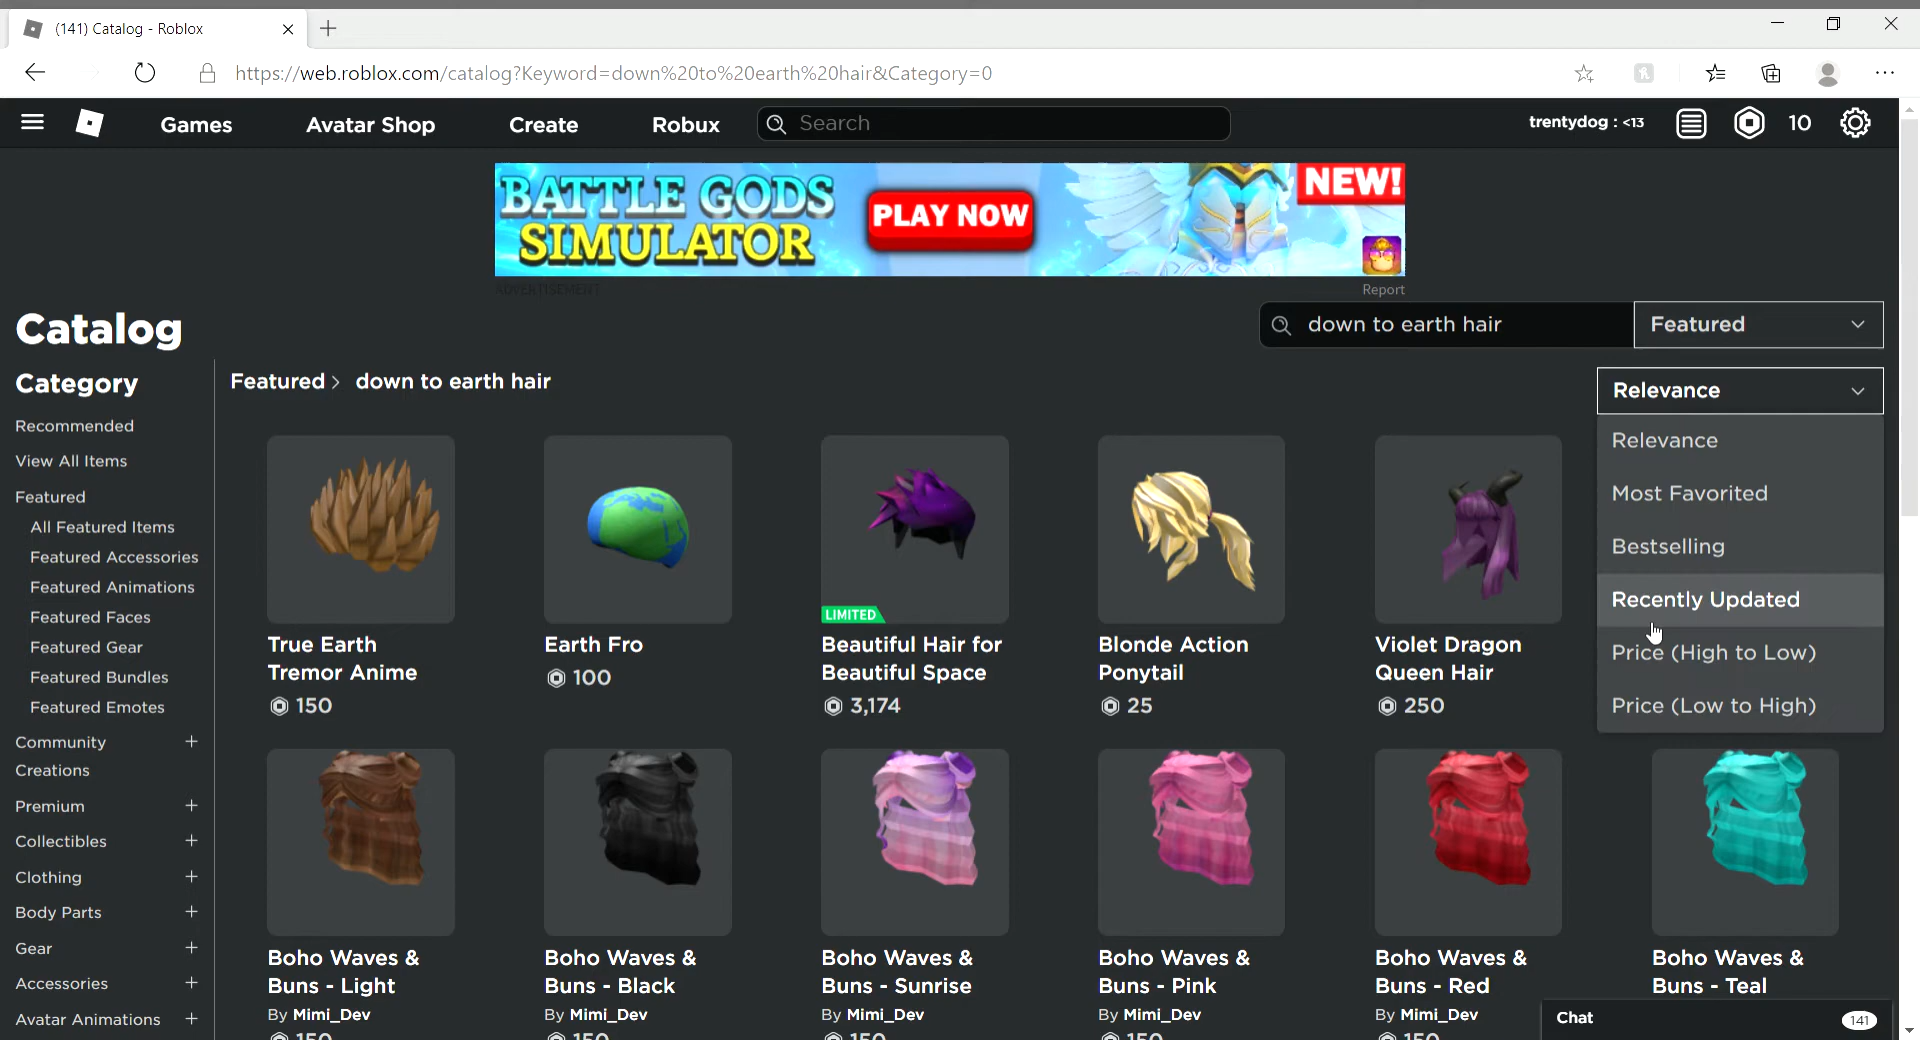 (141) Catalog - Roblox
https://web.roblox.com/catalog?Keyword=down%20to%20earth%20hair&Category=0
Games
Avatar Shop
Create
Robux
Search
trentydog : <13
10
BATTLE GODS
SIMULATOR
PLAY NOW
NEW!
ADVERTISEMENT
Report
Catalog
down to earth hair
Featured
Category
Recommended
View All Items
Featured
All Featured Items
Featured Accessories
Featured Animations
Featured Faces
Featured Gear
Featured Bundles
Featured Emotes
Community
Creations
Premium
Collectibles
Clothing
Body Parts
Gear
Accessories
Avatar Animations
Featured > down to earth hair
Relevance
Relevance
Most Favorited
Bestselling
Recently Updated
Price (High to Low)
Price (Low to High)
True Earth
Tremor Anime
150
Earth Fro
100
LIMITED
Beautiful Hair for
Beautiful Space
3,174
Blonde Action
Ponytail
25
Violet Dragon
Queen Hair
250
Boho Waves &
Buns - Light
By Mimi_Dev
150
Boho Waves &
Buns - Black
By Mimi_Dev
150
Boho Waves &
Buns - Sunrise
By Mimi_Dev
150
Boho Waves &
Buns - Pink
By Mimi_Dev
150
Boho Waves &
Buns - Red
By Mimi_Dev
150
Boho Waves &
Buns - Teal
Chat
141